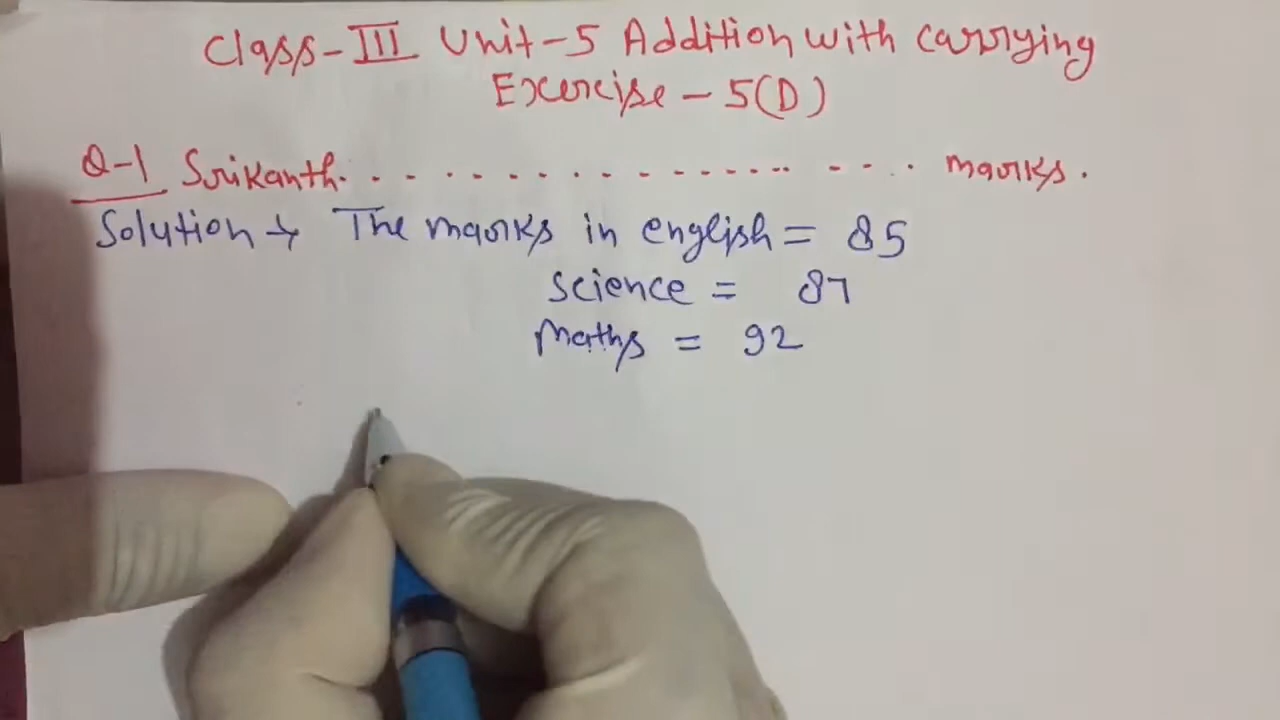 Class-III Unit-5 Addition with carrying
Exercise - 5(D)
Q-1 Srikanth. . . . . . . . . . . . . . . . . . . . marks.
Solution → The marks in english = 85
Science = 87
Maths = 92